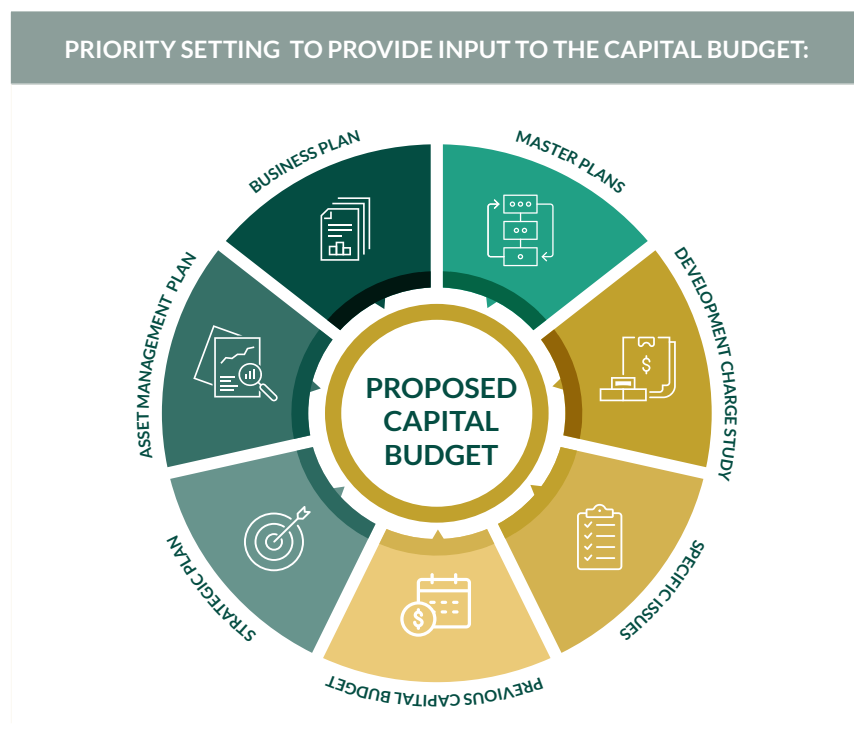 PRIORITY SETTING TO PROVIDE INPUT TO THE CAPITAL BUDGET:
BUSINESS PLAN
MASTER PLANS
DEVELOPMENT CHARGE STUDY
SPECIFIC ISSUES
PREVIOUS CAPITAL BUDGET
STRATEGIC PLAN
ASSET MANAGEMENT PLAN
$
$
PROPOSED
CAPITAL
BUDGET